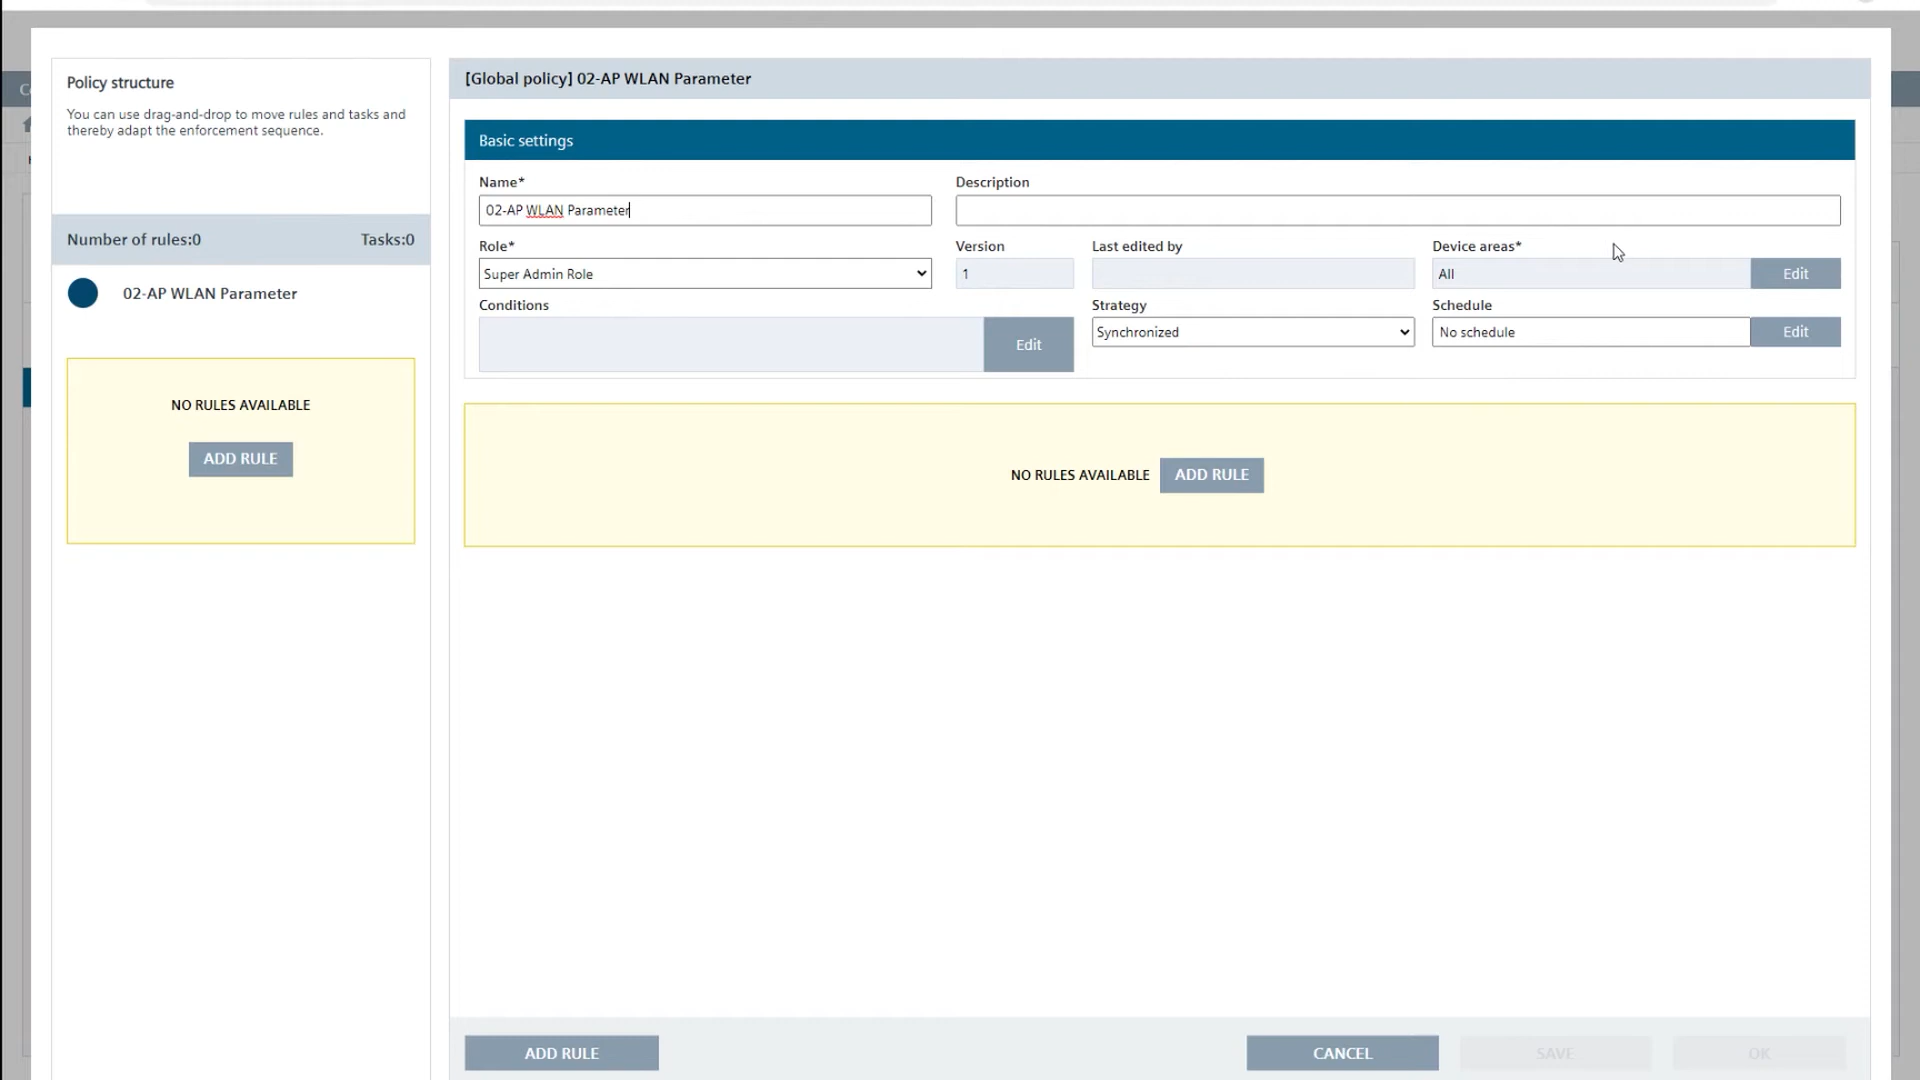 Policy structure
You can use drag-and-drop to move rules and tasks and
thereby adapt the enforcement sequence.
Number of rules:0 Tasks:0
02-AP WLAN Parameter
NO RULES AVAILABLE
ADD RULE
[Global policy] 02-AP WLAN Parameter
Basic settings
Name* Description
02-AP WLAN Parameter
Role* Version Last edited by Device areas*
Super Admin Role 1 All Edit
Conditions Strategy Schedule
Edit Synchronized No schedule Edit
NO RULES AVAILABLE ADD RULE
ADD RULE CANCEL SAVE OK